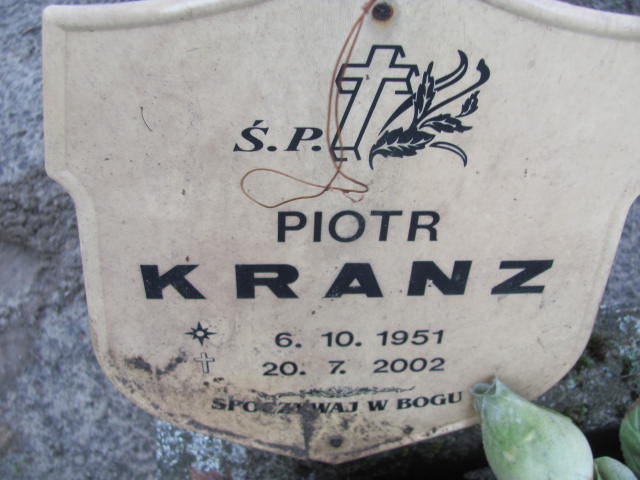 Ś.P.
PIOTR
KRANZ
6. 10. 1951
20. 7. 2002
SPOCZYWAJ W BOGU